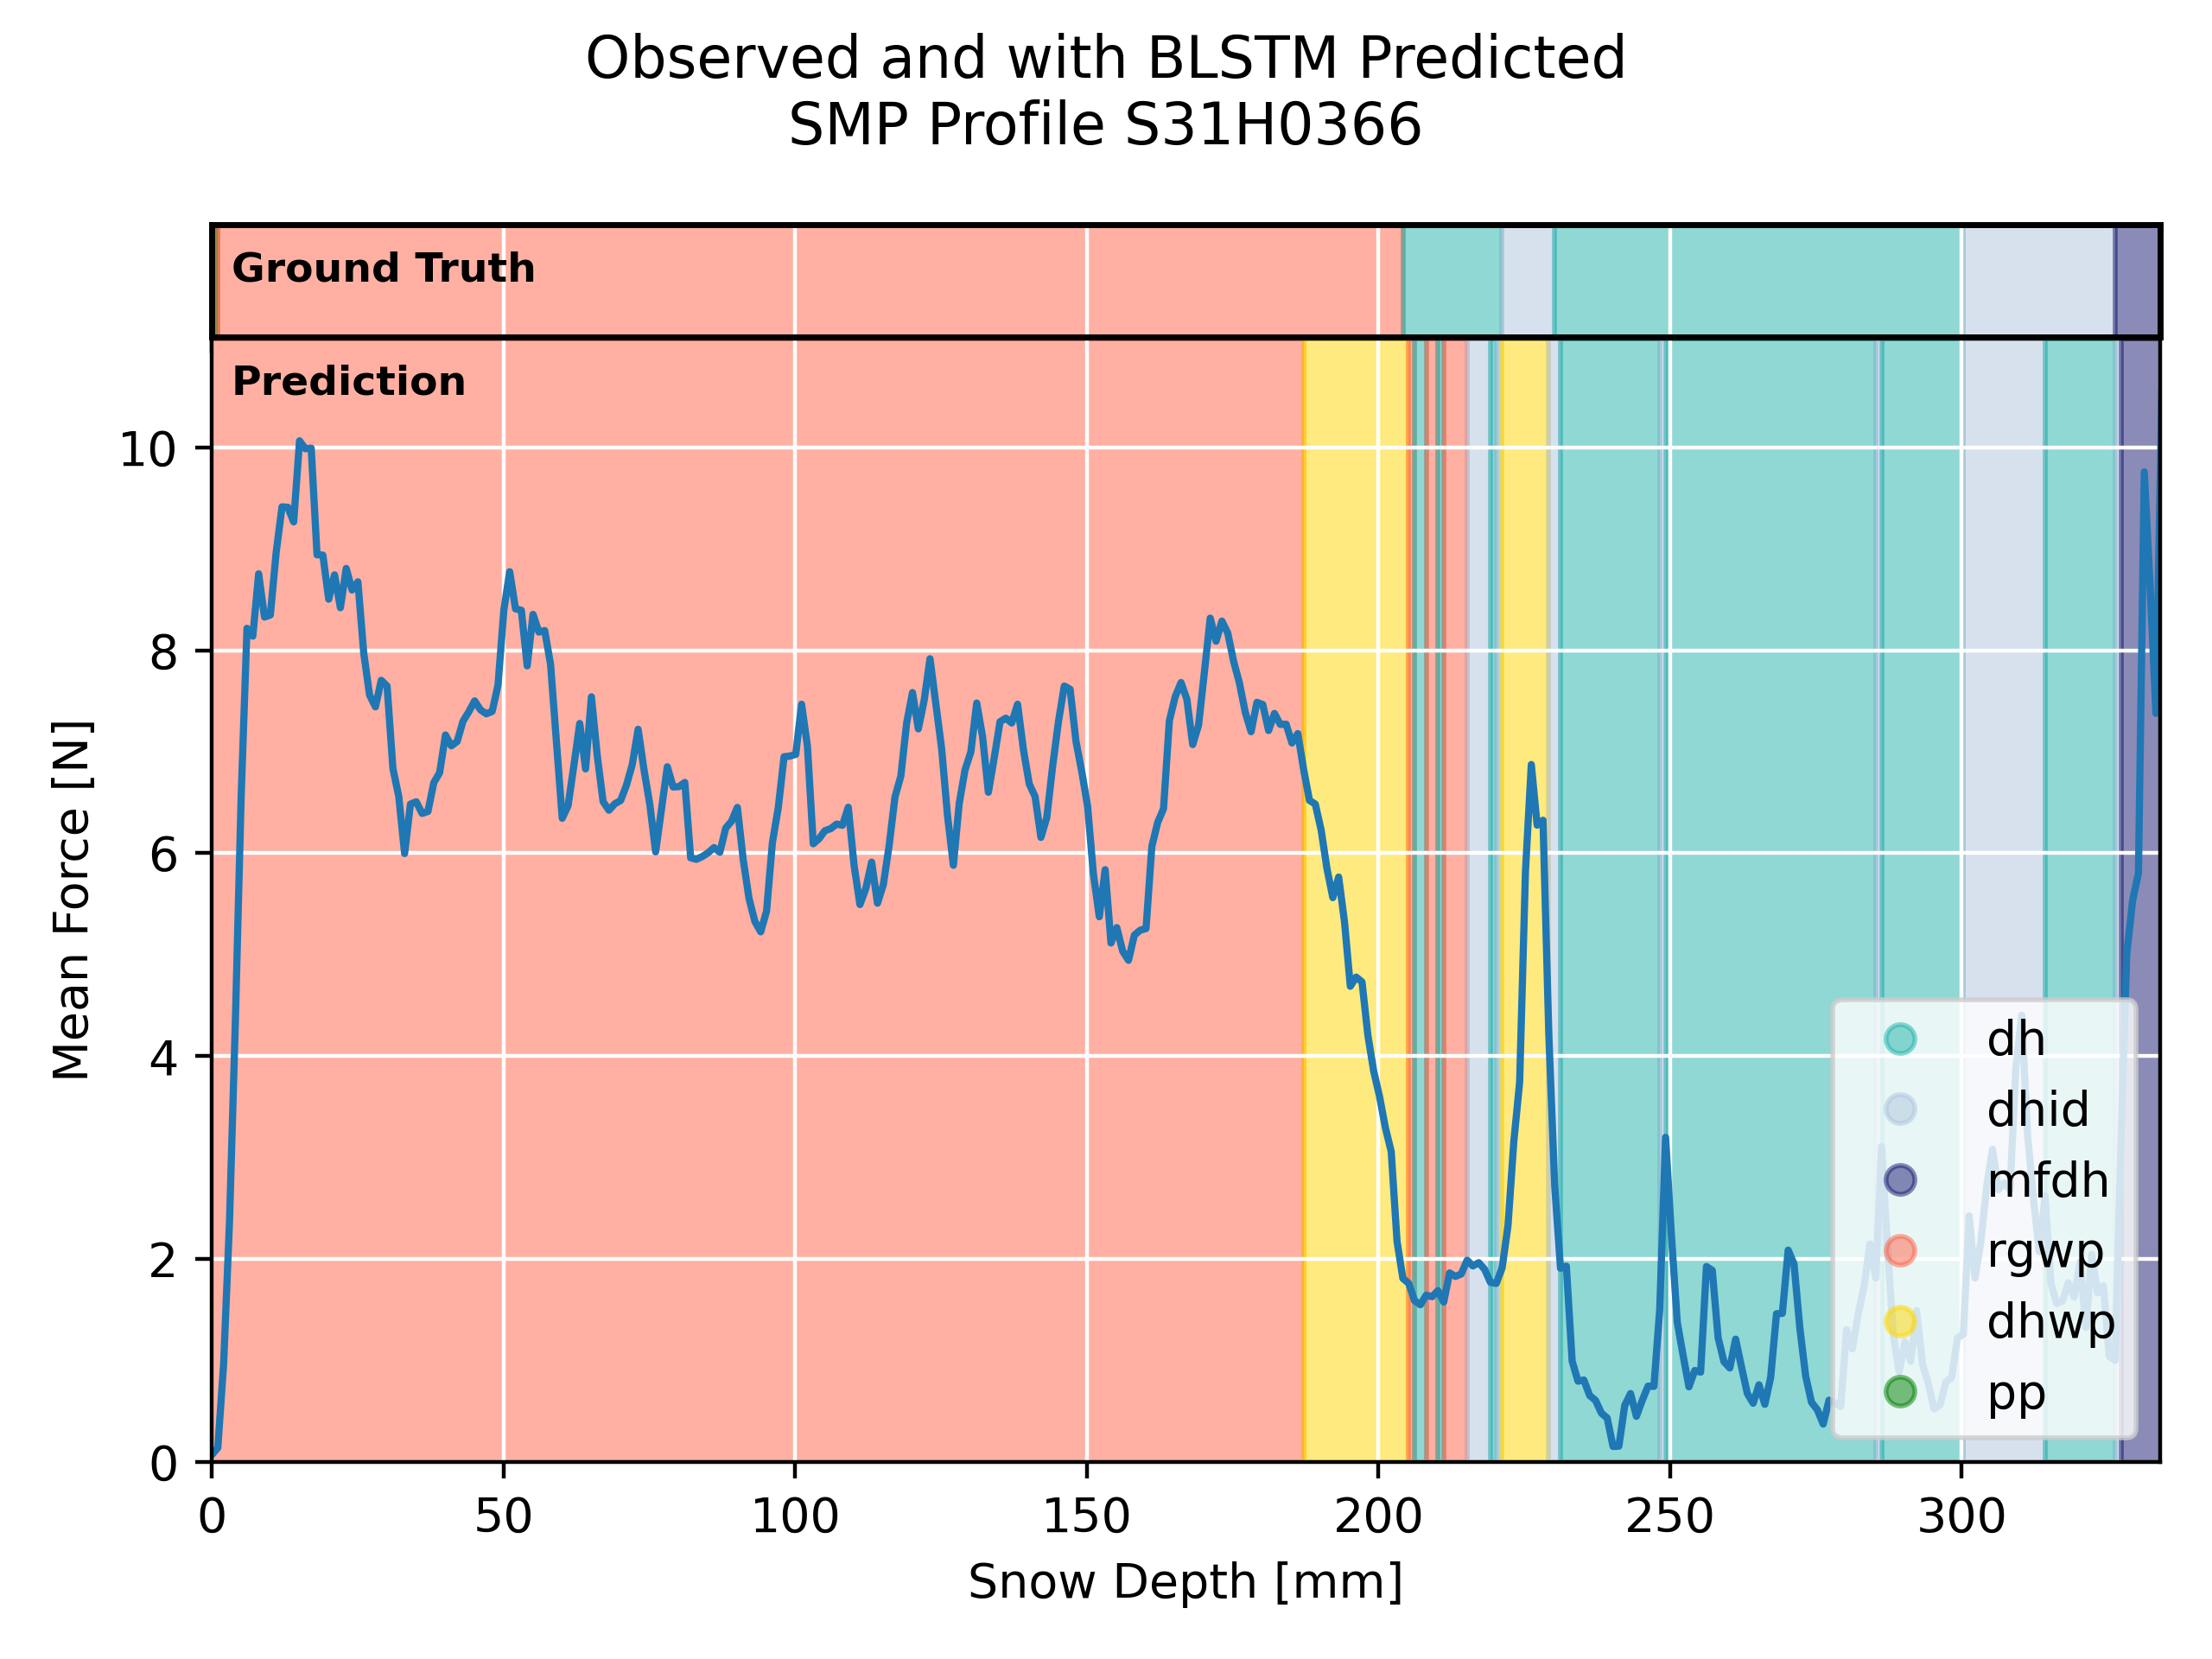 Observed and with BLSTM Predicted
SMP Profile S31H0366
Ground Truth
Prediction
10
8
6
4
2
0
Mean Force [N]
dh
dhid
mfdh
rgwp
dhwp
pp
0 50 100 150 200 250 300
Snow Depth [mm]